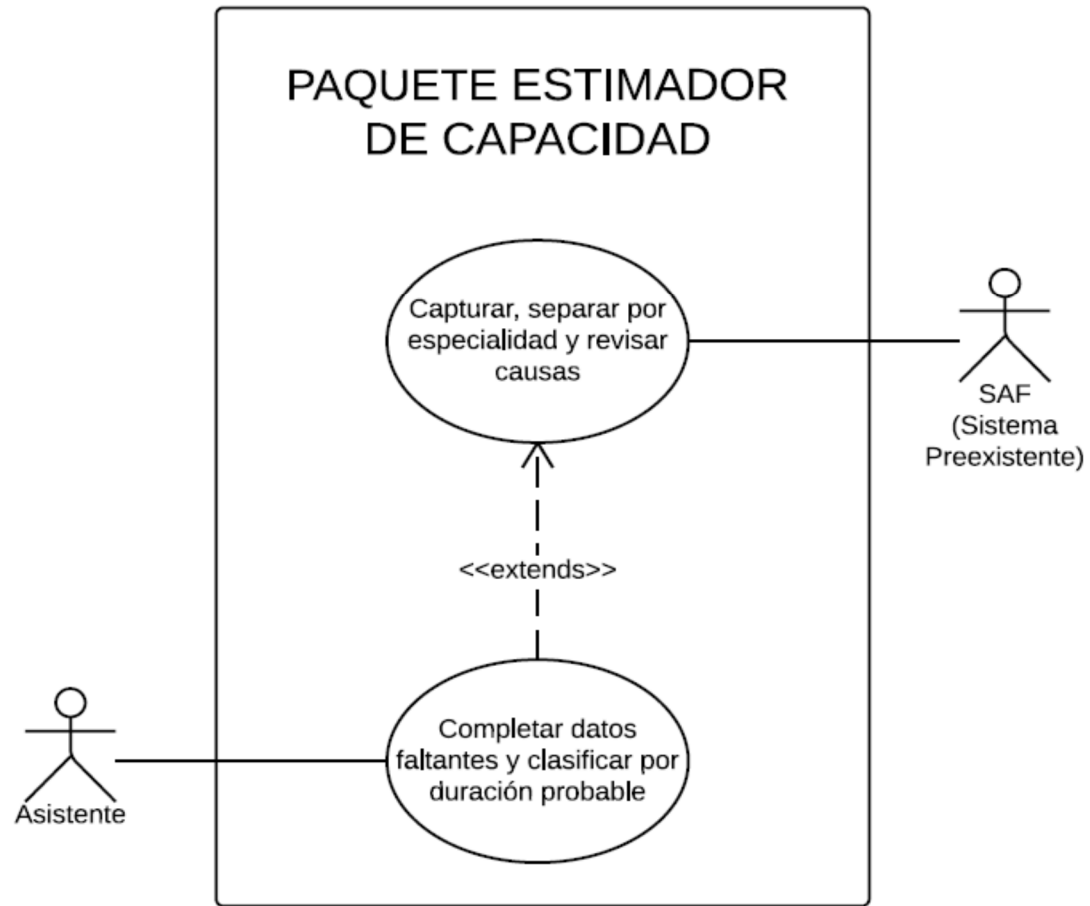 PAQUETE ESTIMADOR
DE CAPACIDAD
Capturar, separar por
especialidad y revisar
causas
SAF
(Sistema
Preexistente)
<<extends>>
Completar datos
faltantes y clasificar por
duración probable
Asistente